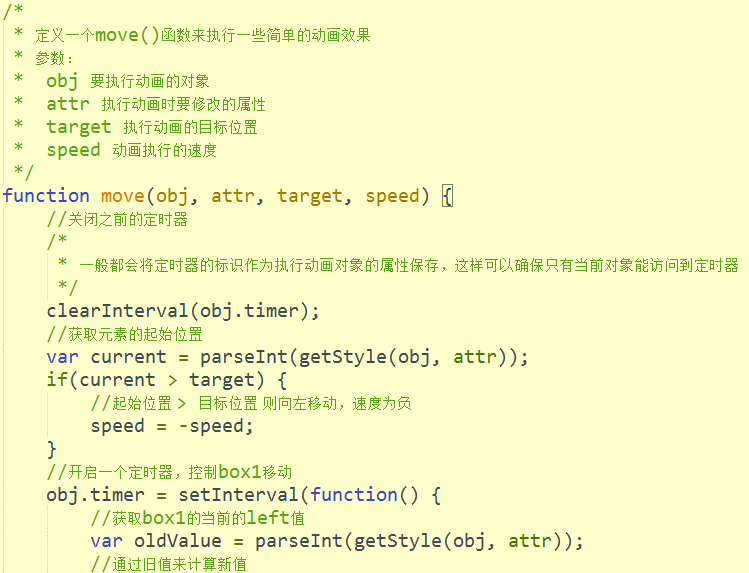 /*
 * 定义一个move()函数来执行一些简单的动画效果
 * 参数：
 *  obj 要执行动画的对象
 *  attr 执行动画时要修改的属性
 *  target 执行动画的目标位置
 *  speed 动画执行的速度
 */
function move(obj, attr, target, speed) {
    //关闭之前的定时器
    /*
     * 一般都会将定时器的标识作为执行动画对象的属性保存，这样可以确保只有当前对象能访问到定时器
     */
    clearInterval(obj.timer);
    //获取元素的起始位置
    var current = parseInt(getStyle(obj, attr));
    if(current > target) {
        //起始位置 > 目标位置 则向左移动，速度为负
        speed = -speed;
    }
    //开启一个定时器，控制box1移动
    obj.timer = setInterval(function() {
        //获取box1的当前的left值
        var oldValue = parseInt(getStyle(obj, attr));
        //通过旧值来计算新值